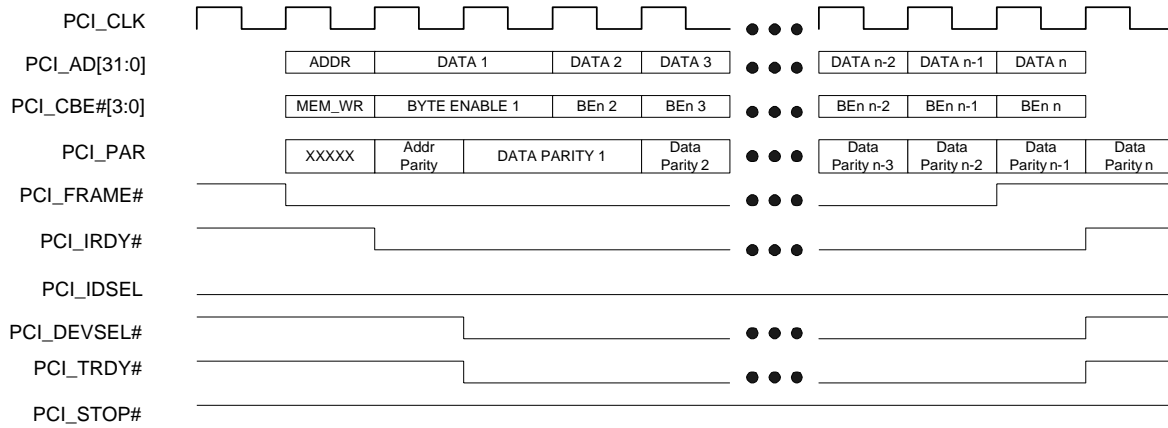 PCI_CLK
PCI_AD[31:0] ADDR DATA 1 DATA 2 DATA 3 DATA n-2 DATA n-1 DATA n
PCI_CBE#[3:0] MEM_WR BYTE ENABLE 1 BEn 2 BEn 3 BEn n-2 BEn n-1 BEn n
PCI_PAR XXXXX Addr Parity DATA PARITY 1 Data Parity 2 Data Parity n-3 Data Parity n-2 Data Parity n-1 Data Parity n
PCI_FRAME#
PCI_IRDY#
PCI_IDSEL
PCI_DEVSEL#
PCI_TRDY#
PCI_STOP#